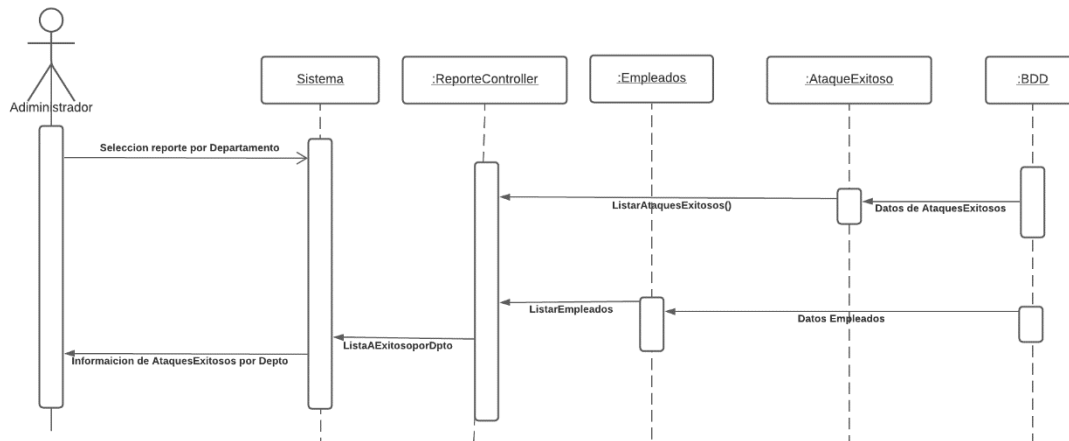 Sistema
:ReporteController
:Empleados
:AtaqueExitoso
:BDD
Adiministrador
Seleccion reporte por Departamento
ListarAtaquesExitosos()
Datos de AtaquesExitosos
ListarEmpleados
Datos Empleados
ListaAExitosoporDpto
Informaicion de AtaquesExitosos por Depto